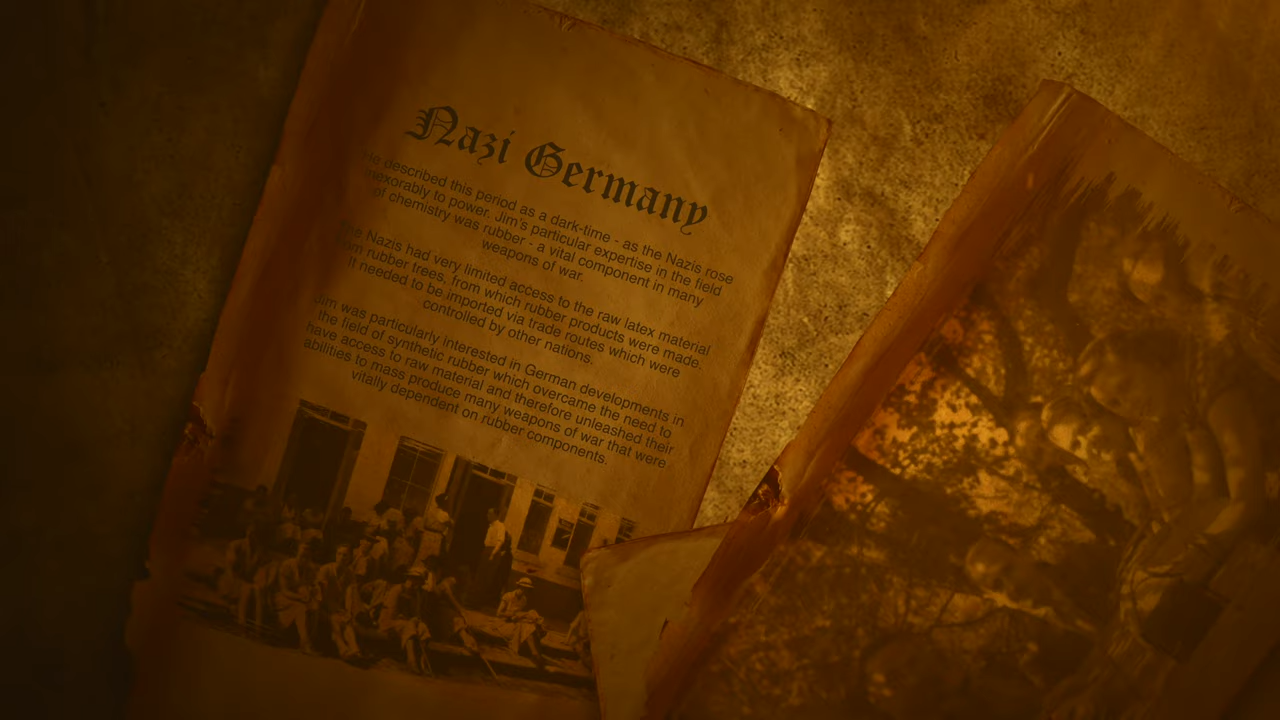 Nazi Germany
He described this period as a dark-time - as the Nazis rose
inexorably to power. Jim's particular expertise in the field
of chemistry was rubber - a vital component in many
weapons of war.
The Nazis had very limited access to the raw latex material
from rubber trees, from which rubber products were made.
It needed to be imported via trade routes which were
controlled by other nations.
Jim was particularly interested in German developments in
the field of synthetic rubber which overcame the need to
have access to raw material and therefore unleashed their
abilities to mass produce many weapons of war that were
vitally dependent on rubber components.